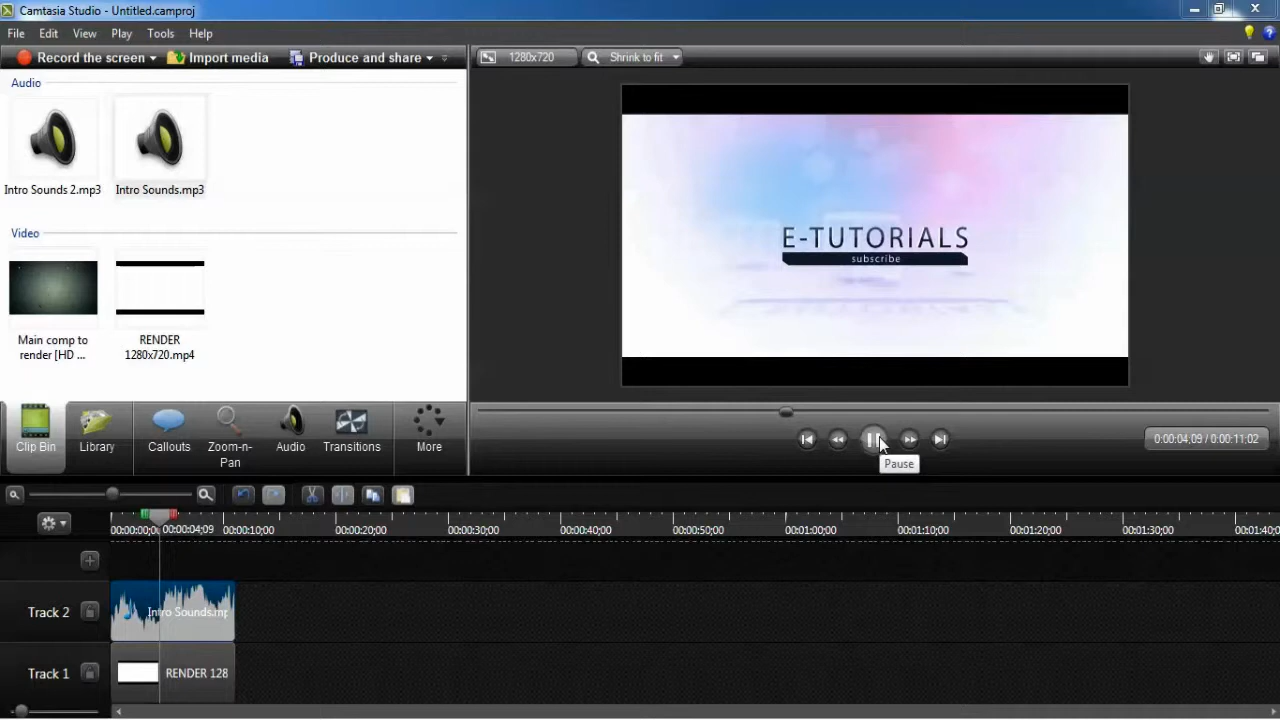 Camtasia Studio - Untitled.camproj
File Edit View Play Tools Help
Record the screen Import media Produce and share 1280x720 Shrink to fit
Audio
Intro Sounds 2.mp3 Intro Sounds.mp3
Video
Main comp to render [HD ...
RENDER 1280x720.mp4
E-TUTORIALS
subscribe
Clip Bin Library Callouts Zoom-n-Pan Audio Transitions More
0:00:04,09 / 0:00:11,02
Pause
00:00:00;00 00:00:04;09 00:00:10;00 00:00:20;00 00:00:30;00 00:00:40;00 00:00:50;00 00:01:00;00 00:01:10;00 00:01:20;00 00:01:30;00 00:01:40;00
Track 2 Intro Sounds.mp
Track 1 RENDER 128